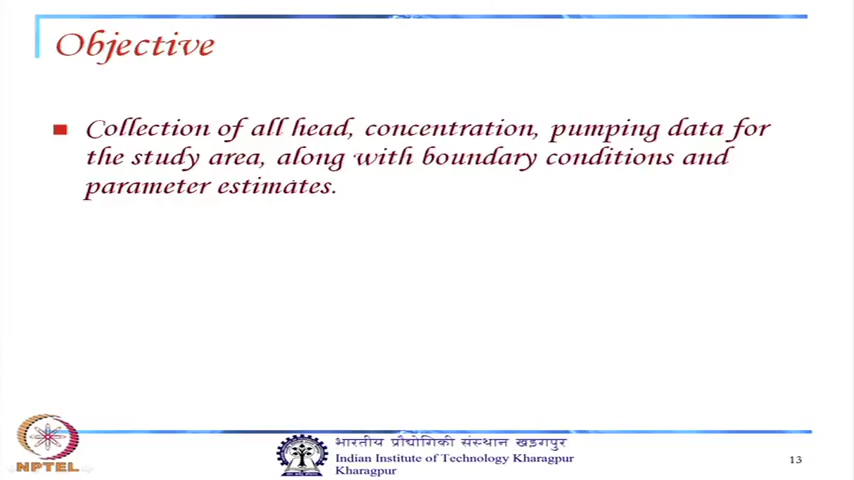 Objective
Collection of all head, concentration, pumping data for
the study area, along with boundary conditions and
parameter estimates.
NPTEL
भारतीय प्रौद्योगिकी संस्थान खड़गपुर
Indian Institute of Technology Kharagpur
Kharagpur
13